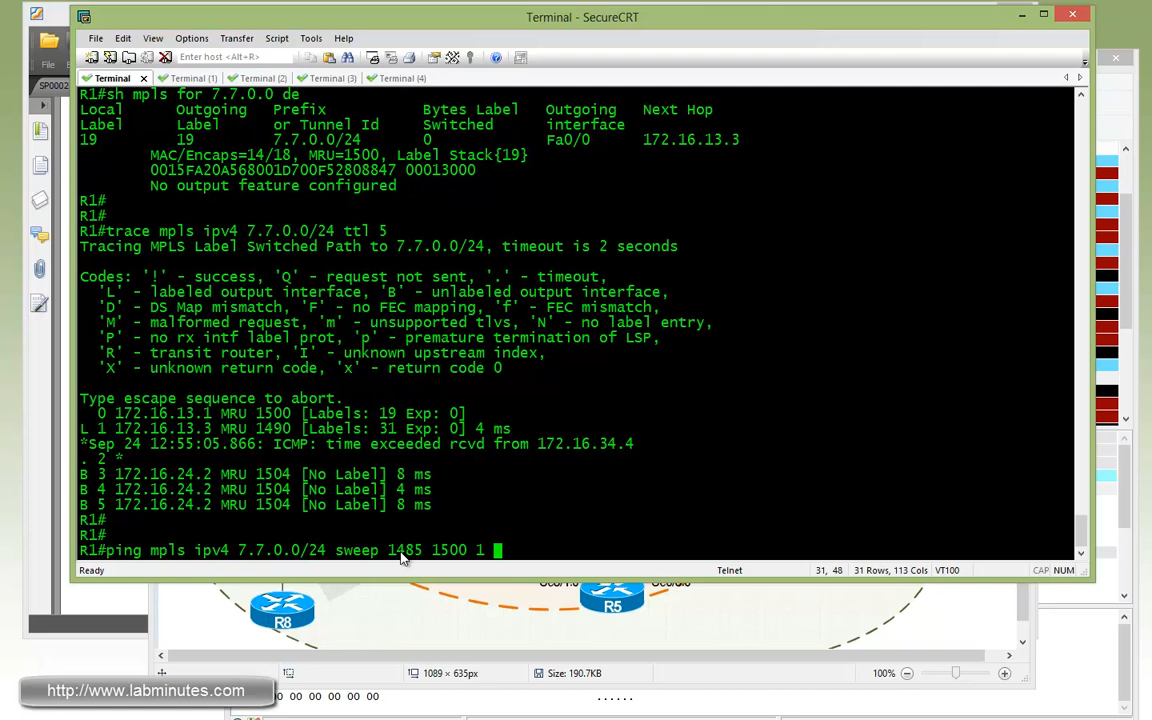 Terminal - SecureCRT
File Edit View Options Transfer Script Tools Help
Enter host <Alt+R>
File
SP0002
Terminal Terminal (1) Terminal (2) Terminal (3) Terminal (4)
R1#sh mpls for 7.7.0.0 de
Local Outgoing Prefix Bytes Label Outgoing Next Hop
Label Label or Tunnel Id Switched interface
19 19 7.7.0.0/24 0 Fa0/0 172.16.13.3
MAC/Encaps=14/18, MRU=1500, Label Stack{19}
0015FA20A568001D700F52808847 00013000
No output feature configured
R1#
R1#
R1#trace mpls ipv4 7.7.0.0/24 ttl 5
Tracing MPLS Label Switched Path to 7.7.0.0/24, timeout is 2 seconds
Codes: '!' - success, 'Q' - request not sent, '.' - timeout,
'L' - labeled output interface, 'B' - unlabeled output interface,
'D' - DS Map mismatch, 'F' - no FEC mapping, 'f' - FEC mismatch,
'M' - malformed request, 'm' - unsupported tlvs, 'N' - no label entry,
'P' - no rx intf label prot, 'p' - premature termination of LSP,
'R' - transit router, 'I' - unknown upstream index,
'X' - unknown return code, 'x' - return code 0
Type escape sequence to abort.
0 172.16.13.1 MRU 1500 [Labels: 19 Exp: 0]
L 1 172.16.13.3 MRU 1490 [Labels: 31 Exp: 0] 4 ms
*Sep 24 12:55:05.866: ICMP: time exceeded rcvd from 172.16.34.4
. 2 *
B 3 172.16.24.2 MRU 1504 [No Label] 8 ms
B 4 172.16.24.2 MRU 1504 [No Label] 4 ms
B 5 172.16.24.2 MRU 1504 [No Label] 8 ms
R1#
R1#
R1#ping mpls ipv4 7.7.0.0/24 sweep 1485 1500 1
Ready Telnet 31, 48 31 Rows, 113 Cols VT100 CAP NUM
R8
R5
1089 × 635px Size: 190.7KB 100%
http://www.labminutes.com
00 00 00 00 00 00 ......